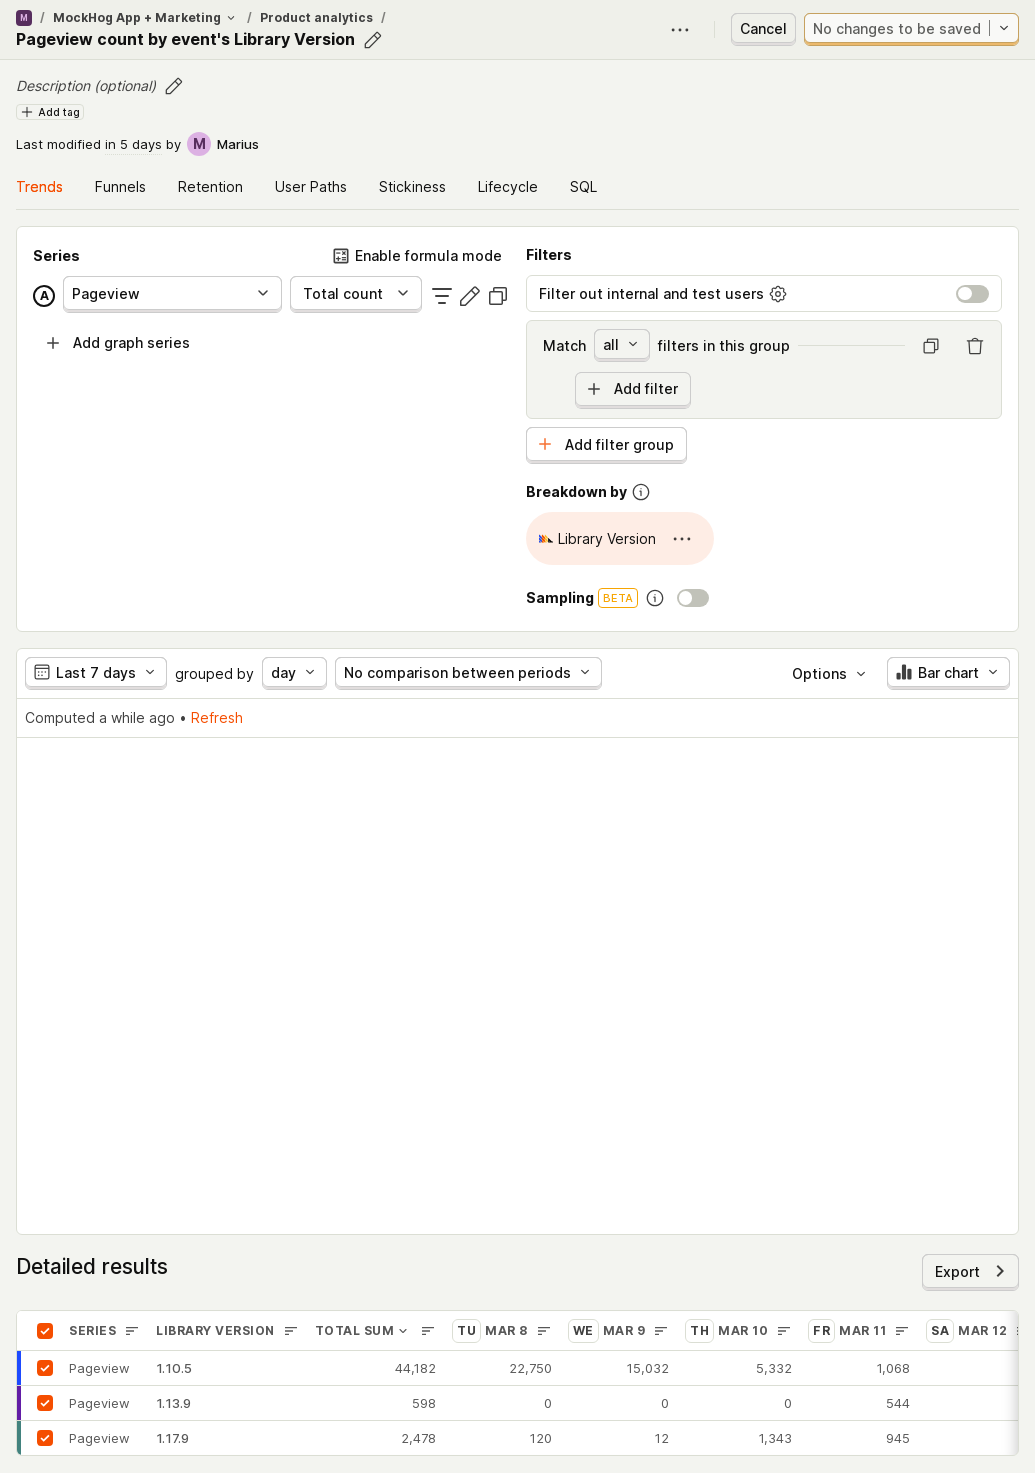 M / MockHog App + Marketing / Product analytics /
Pageview count by event's Library Version
Cancel
No changes to be saved
Description (optional)
Add tag
Last modified in 5 days by M Marius
Trends Funnels Retention User Paths Stickiness Lifecycle SQL
Series
Enable formula mode
A Pageview Total count
Add graph series
Filters
Filter out internal and test users
Match all filters in this group
Add filter
Add filter group
Breakdown by
Library Version
Sampling BETA
Last 7 days grouped by day No comparison between periods Options Bar chart
Computed a while ago • Refresh
Detailed results
Export
SERIES LIBRARY VERSION TOTAL SUM TU MAR 8 WE MAR 9 TH MAR 10 FR MAR 11 SA MAR 12
Pageview 1.10.5 44,182 22,750 15,032 5,332 1,068
Pageview 1.13.9 598 0 0 0 544
Pageview 1.17.9 2,478 120 12 1,343 945